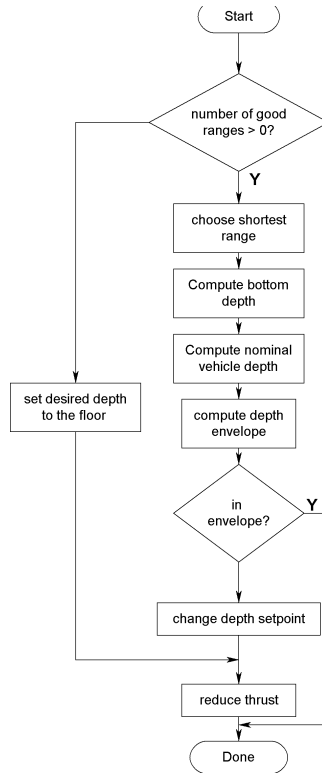 Start
number of good
ranges > 0?
Y
choose shortest
range
Compute bottom
depth
Compute nominal
vehicle depth
set desired depth
to the floor
compute depth
envelope
in
envelope?
Y
change depth setpoint
reduce thrust
Done